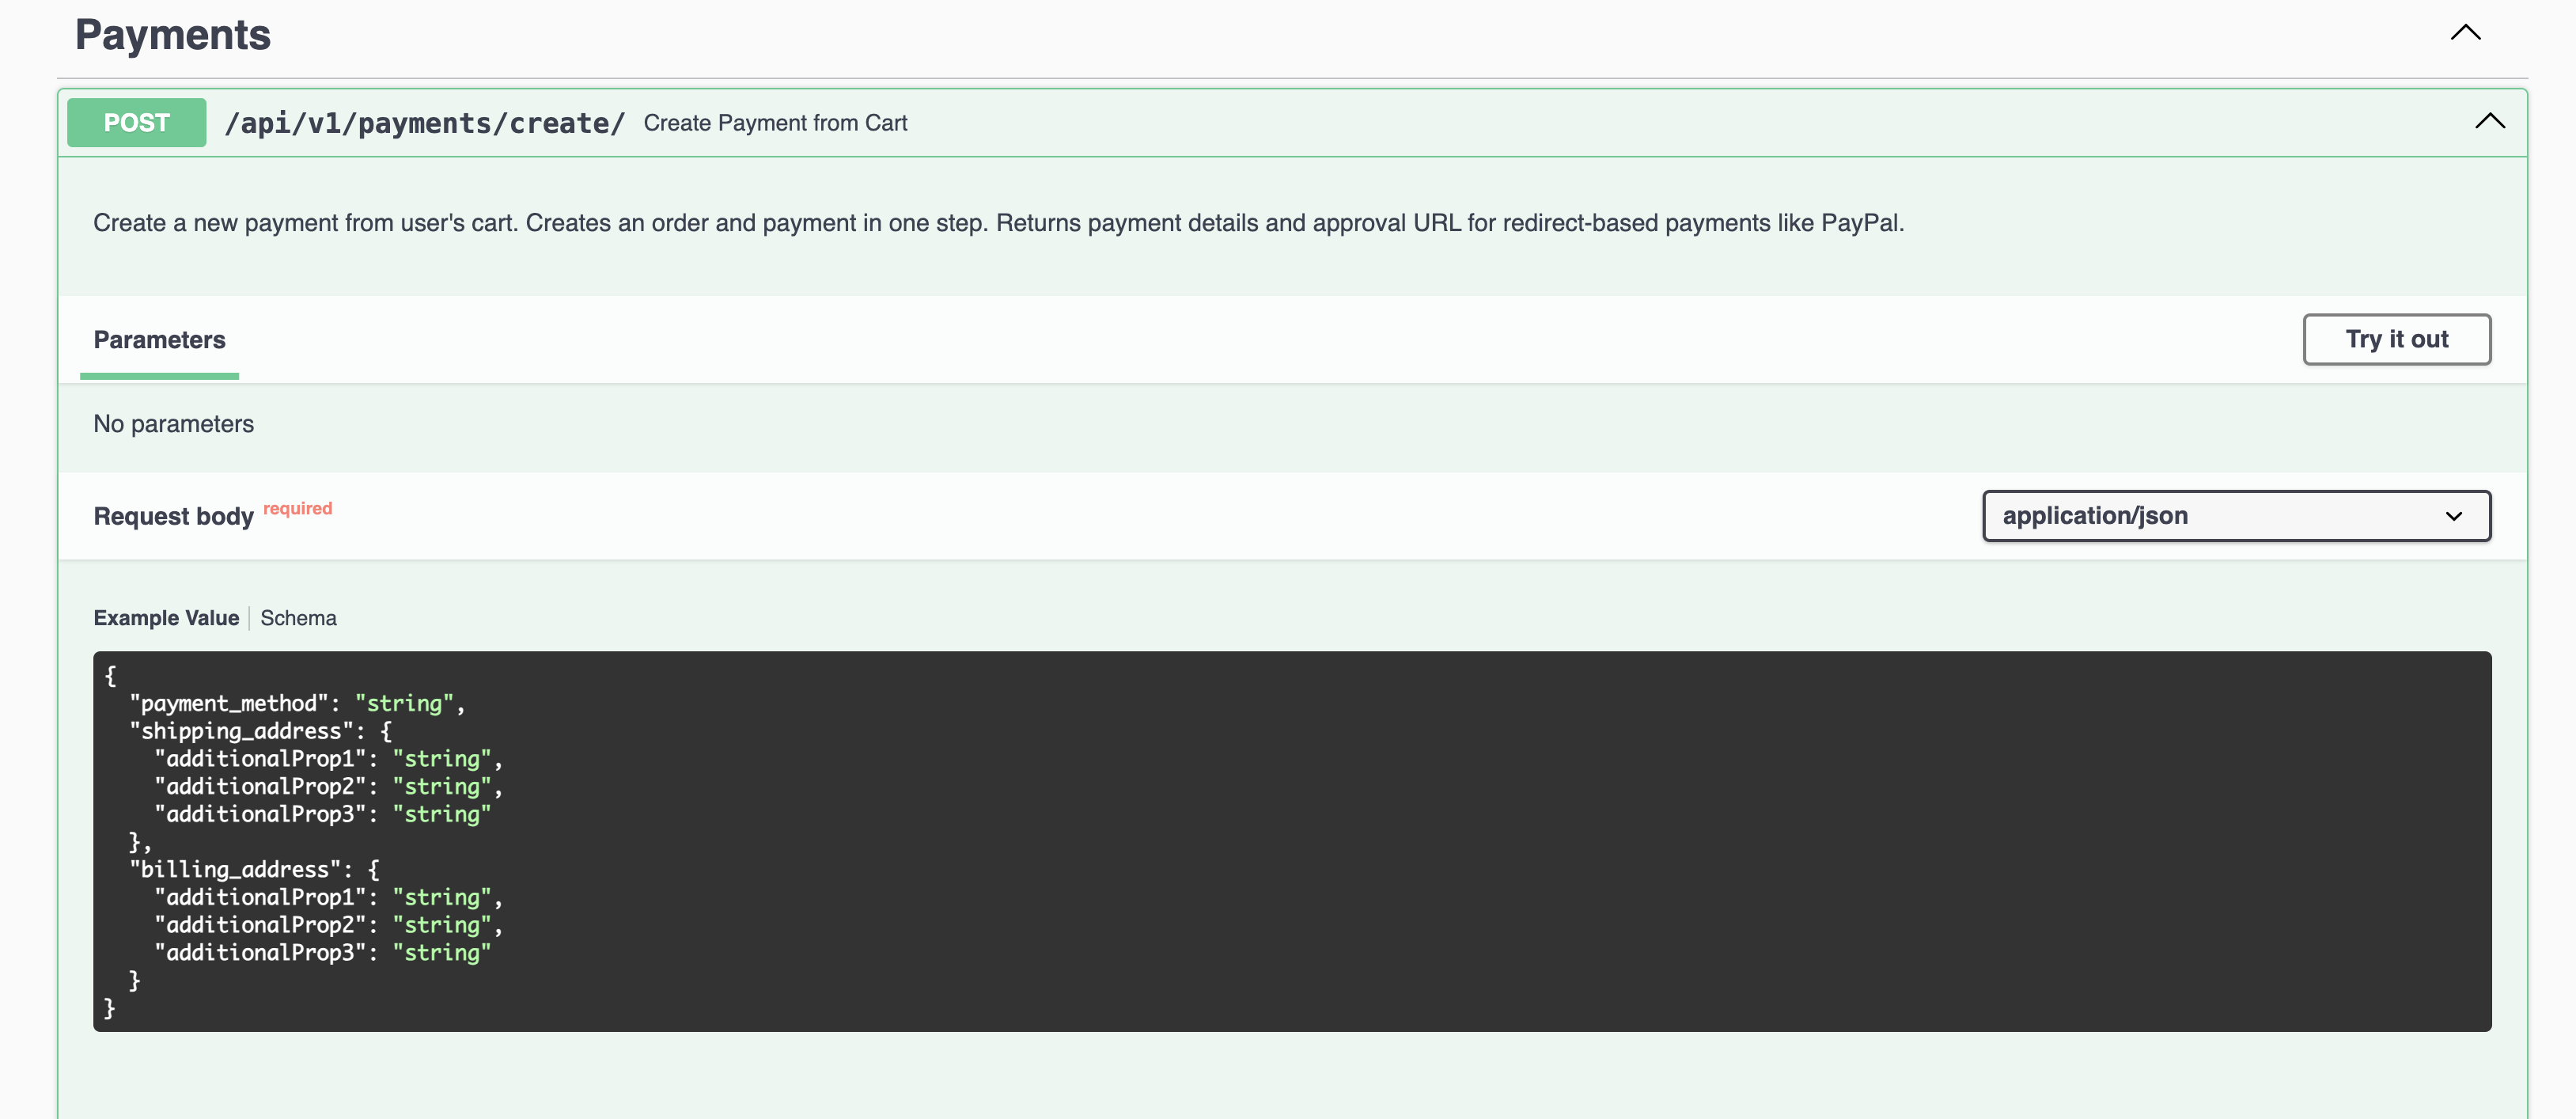 Payments
POST /api/v1/payments/create/ Create Payment from Cart
Create a new payment from user's cart. Creates an order and payment in one step. Returns payment details and approval URL for redirect-based payments like PayPal.
Parameters Try it out
No parameters
Request body required application/json
Example Value Schema
{
  "payment_method": "string",
  "shipping_address": {
    "additionalProp1": "string",
    "additionalProp2": "string",
    "additionalProp3": "string"
  },
  "billing_address": {
    "additionalProp1": "string",
    "additionalProp2": "string",
    "additionalProp3": "string"
  }
}